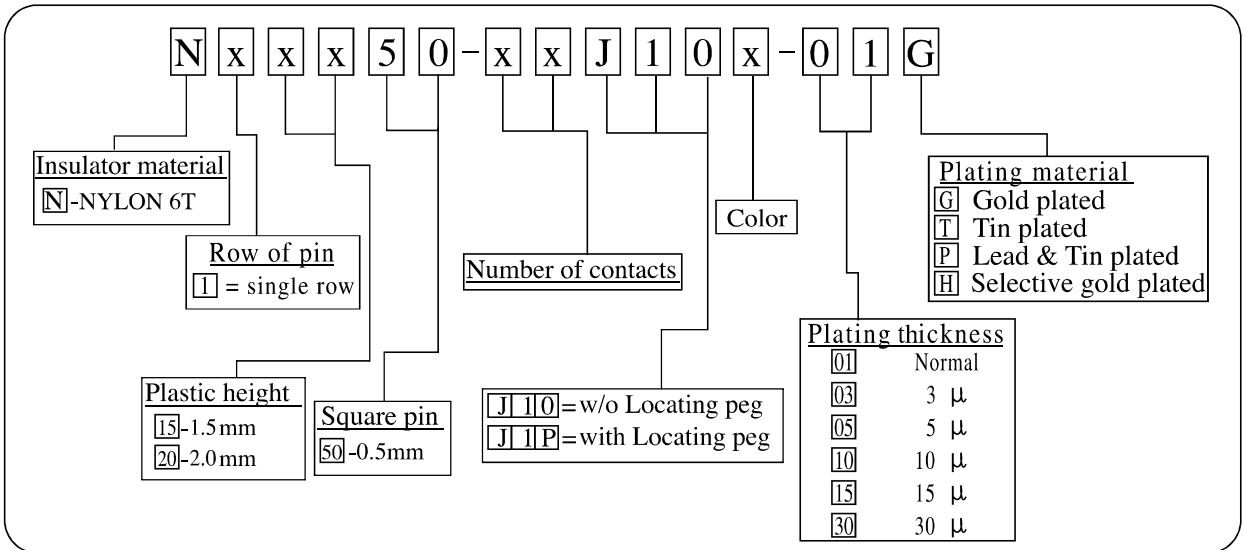 N x x x 5 0 - x x J 1 0 x - 0 1 G
Insulator material
N -NYLON 6T
Row of pin
1 = single row
Plastic height
15 -1.5mm
20 -2.0mm
Square pin
50 -0.5mm
Number of contacts
J 1 0 =w/o Locating peg
J 1 P =with Locating peg
Color
Plating thickness
01 Normal
03 3 μ
05 5 μ
10 10 μ
15 15 μ
30 30 μ
Plating material
G Gold plated
T Tin plated
P Lead & Tin plated
H Selective gold plated